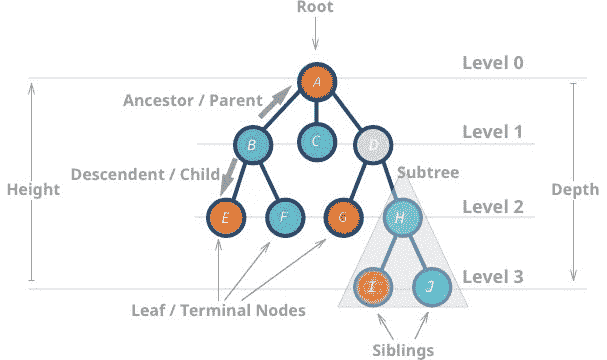 Root
Level 0
A
Ancestor / Parent
Level 1
B
C
D
Descendent / Child
Subtree
Height
Depth
Level 2
E
F
G
H
Level 3
I
J
Leaf / Terminal Nodes
Siblings